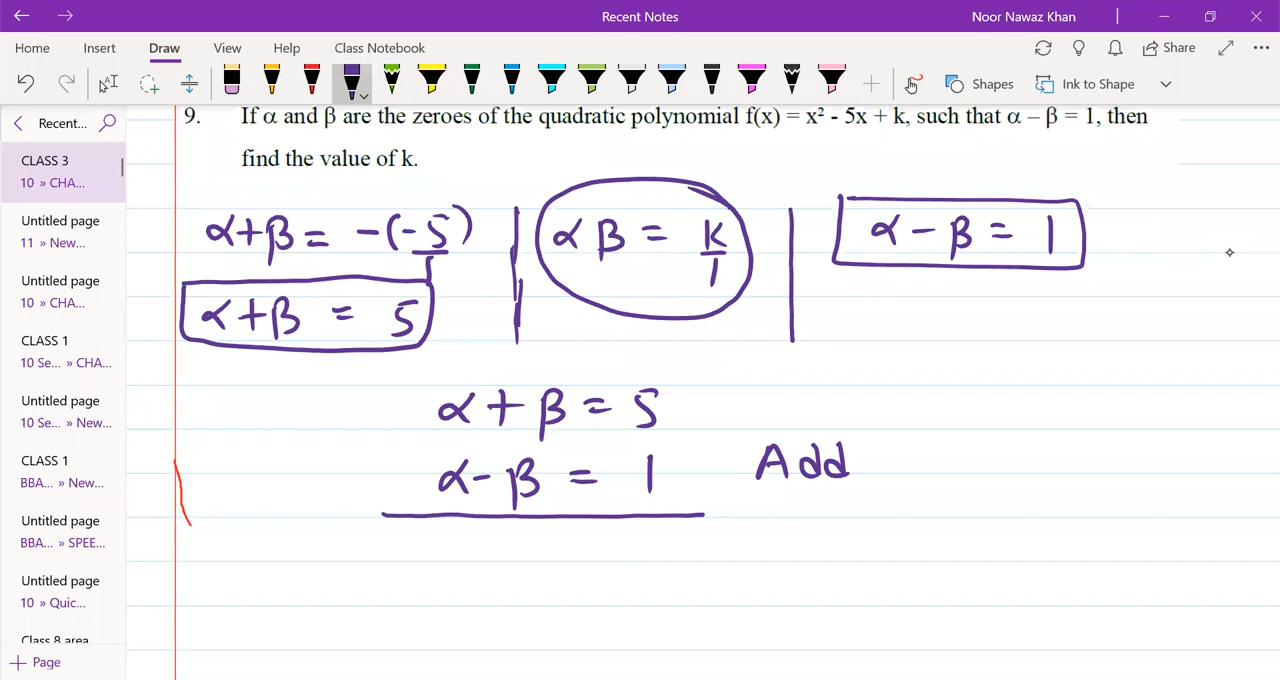 Recent Notes
Noor Nawaz Khan
Home Insert Draw View Help Class Notebook Share
Shapes Ink to Shape
Recent...
CLASS 3
10 » CHA...
Untitled page
11 » New...
Untitled page
10 » CHA...
CLASS 1
10 Se... » CHA...
Untitled page
10 Se... » New...
CLASS 1
BBA... » New...
Untitled page
BBA... » SPEE...
Untitled page
10 » Quic...
Class 8 area
+ Page
9. If α and β are the zeroes of the quadratic polynomial f(x) = x² - 5x + k, such that α – β = 1, then
find the value of k.
α+β = -(-5)/1
α+β = 5
αβ = K/1
α - β = 1
α + β = 5
α - β = 1 Add